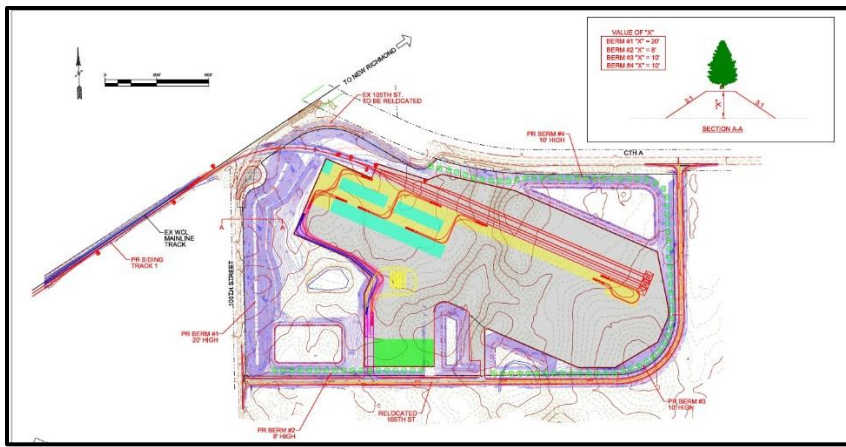 VALUE OF "X"
BERM #1 "X" = 20'
BERM #2 "X" = 8'
BERM #3 "X" = 10'
BERM #4 "X" = 10'
3:1
"X"
3:1
SECTION A-A
N
0
300'
600'
TO NEW RICHMOND
EX 105TH ST.
TO BE RELOCATED
PR BERM #4
10' HIGH
CTH A
A
A
EX WCL
MAINLINE
TRACK
PR SIDING
TRACK 1
105TH STREET
PR BERM #1
20' HIGH
PR BERM #2
8' HIGH
RELOCATED
105TH ST
PR BERM #3
10' HIGH